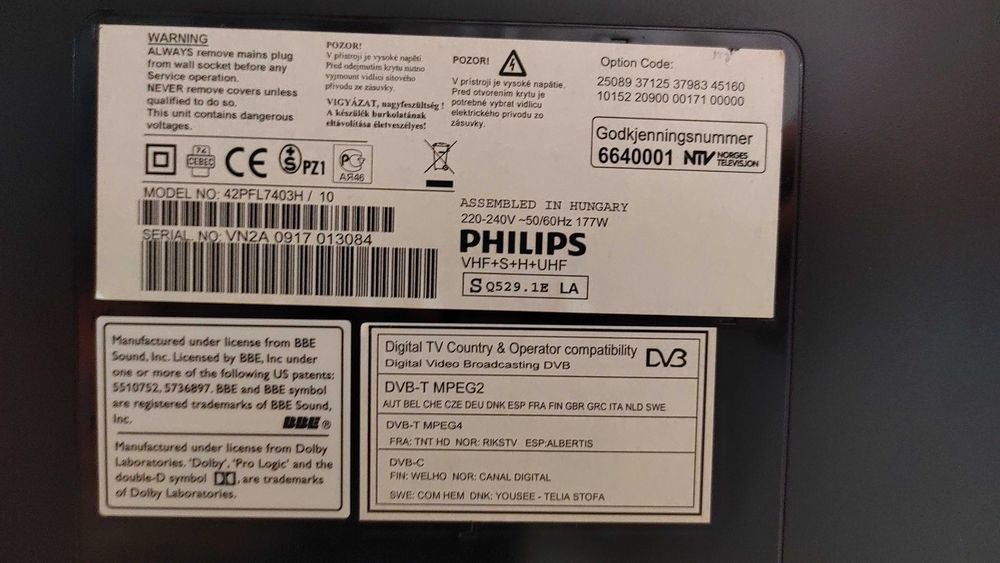 WARNING
ALWAYS remove mains plug
from wall socket before any
Service operation.
NEVER remove covers unless
qualified to do so.
This unit contains dangerous
voltages.
POZOR!
V přístroji je vysoké napětí.
Před odejmutím krytu nutno
vyjmount vidlici síťového
přívodu ze zásuvky.
VIGYÁZAT, nagyfeszültség !
A készülék burkolatának
eltávolítása életveszélyes!
POZOR!
V prístroji je vysoké napätie.
Pred otvorením krytu je
potrebné vybrat vidlicu
elektrického privodu zo
zásuvky.
Option Code:
25089 37125 37983 45160
10152 20900 00171 00000
Godkjenningsnummer
6640001 NTV NORGES
TELEVISJON
74
CEBEC
CE
S PZ1
PG
АЯ46
MODEL NO: 42PFL7403H / 10
SERIAL. NO: VN2A 0917 013084
ASSEMBLED IN HUNGARY
220-240V ~50/60Hz 177W
PHILIPS
VHF+S+H+UHF
S Q529.1E LA
Manufactured under license from BBE
Sound, Inc. Licensed by BBE, Inc under
one or more of the following US patents:
5510752, 5736897. BBE and BBE symbol
are registered trademarks of BBE Sound,
Inc.
BBE ®
Manufactured under license from Dolby
Laboratories. 'Dolby', 'Pro Logic' and the
double-D symbol , are trademarks
of Dolby Laboratories.
Digital TV Country & Operator compatibility
Digital Video Broadcasting DVB
DVB
DVB-T MPEG2
AUT BEL CHE CZE DEU DNK ESP FRA FIN GBR GRC ITA NLD SWE
DVB-T MPEG4
FRA: TNT HD NOR: RIKSTV ESP:ALBERTIS
DVB-C
FIN: WELHO NOR: CANAL DIGITAL
SWE: COM HEM DNK: YOUSEE - TELIA STOFA